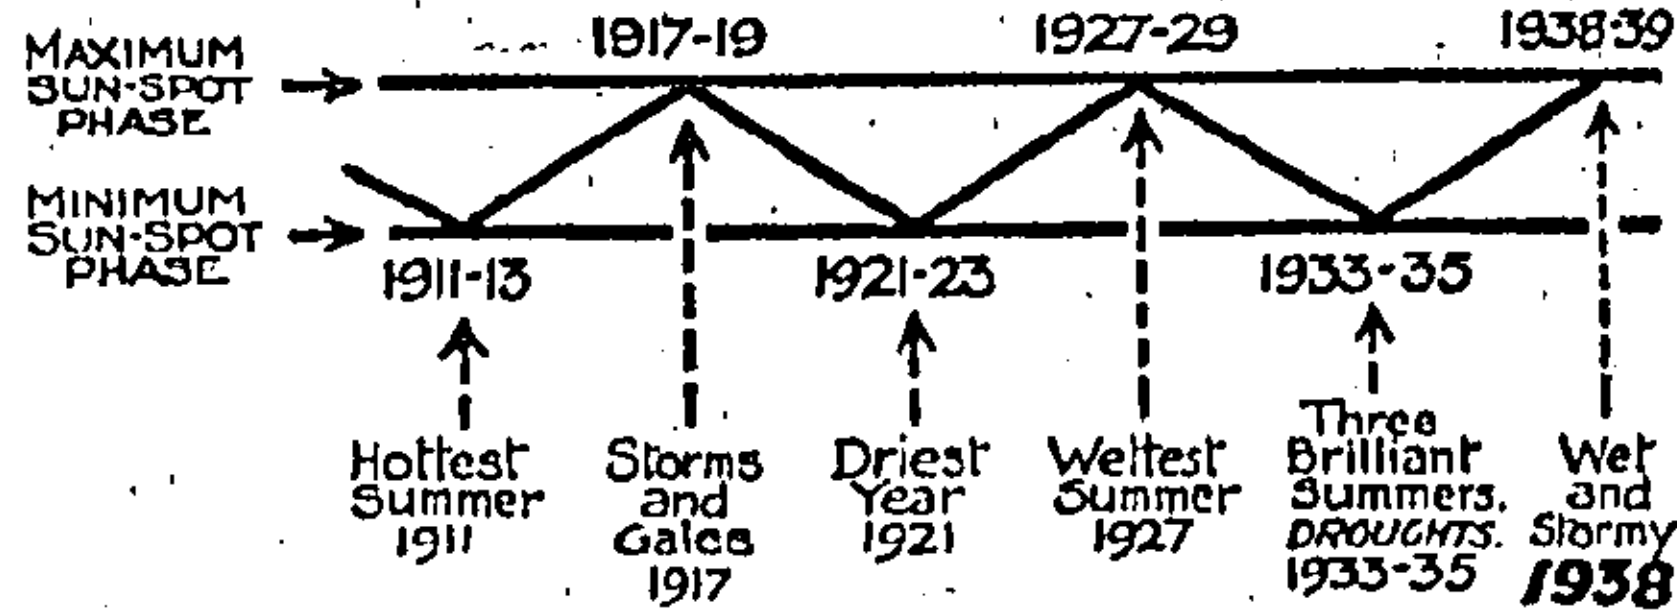 MAXIMUM
SUN-SPOT
PHASE
1917-19
1927-29
1938-39
MINIMUM
SUN-SPOT
PHASE
1911-13
1921-23
1933-35
Hottest
Summer
1911
Storms
and
Gales
1917
Driest
Year
1921
Wettest
Summer
1927
Three
Brilliant
Summers.
DROUGHTS.
1933-35
Wet
and
Stormy
1938